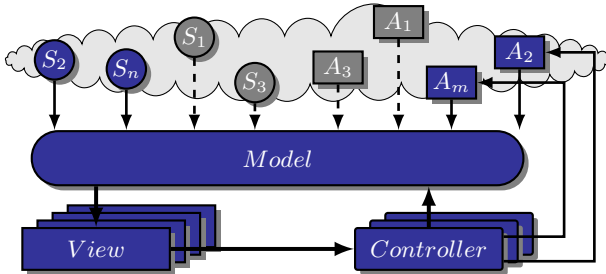 S₁ A₁
S₂ Sₙ S₃ A₃ Aₘ A₂
Model
View Controller